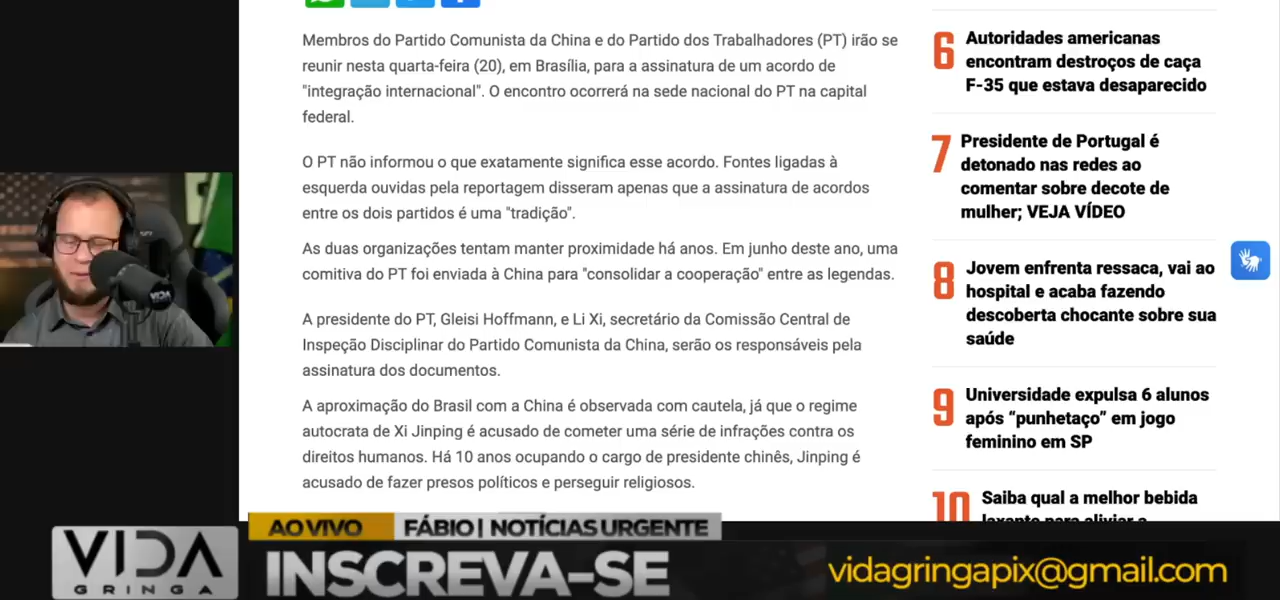 Membros do Partido Comunista da China e do Partido dos Trabalhadores (PT) irão se
reunir nesta quarta-feira (20), em Brasília, para a assinatura de um acordo de
"integração internacional". O encontro ocorrerá na sede nacional do PT na capital
federal.
O PT não informou o que exatamente significa esse acordo. Fontes ligadas à
esquerda ouvidas pela reportagem disseram apenas que a assinatura de acordos
entre os dois partidos é uma "tradição".
As duas organizações tentam manter proximidade há anos. Em junho deste ano, uma
comitiva do PT foi enviada à China para "consolidar a cooperação" entre as legendas.
A presidente do PT, Gleisi Hoffmann, e Li Xi, secretário da Comissão Central de
Inspeção Disciplinar do Partido Comunista da China, serão os responsáveis pela
assinatura dos documentos.
A aproximação do Brasil com a China é observada com cautela, já que o regime
autocrata de Xi Jinping é acusado de cometer uma série de infrações contra os
direitos humanos. Há 10 anos ocupando o cargo de presidente chinês, Jinping é
acusado de fazer presos políticos e perseguir religiosos.
6 Autoridades americanas
encontram destroços de caça
F-35 que estava desaparecido
7 Presidente de Portugal é
detonado nas redes ao
comentar sobre decote de
mulher; VEJA VÍDEO
8 Jovem enfrenta ressaca, vai ao
hospital e acaba fazendo
descoberta chocante sobre sua
saúde
9 Universidade expulsa 6 alunos
após “punhetaço” em jogo
feminino em SP
10 Saiba qual a melhor bebida
laxante para aliviar a
AO VIVO FÁBIO | NOTÍCIAS URGENTE
VIDA
GRINGA
INSCREVA-SE
vidagringapix@gmail.com